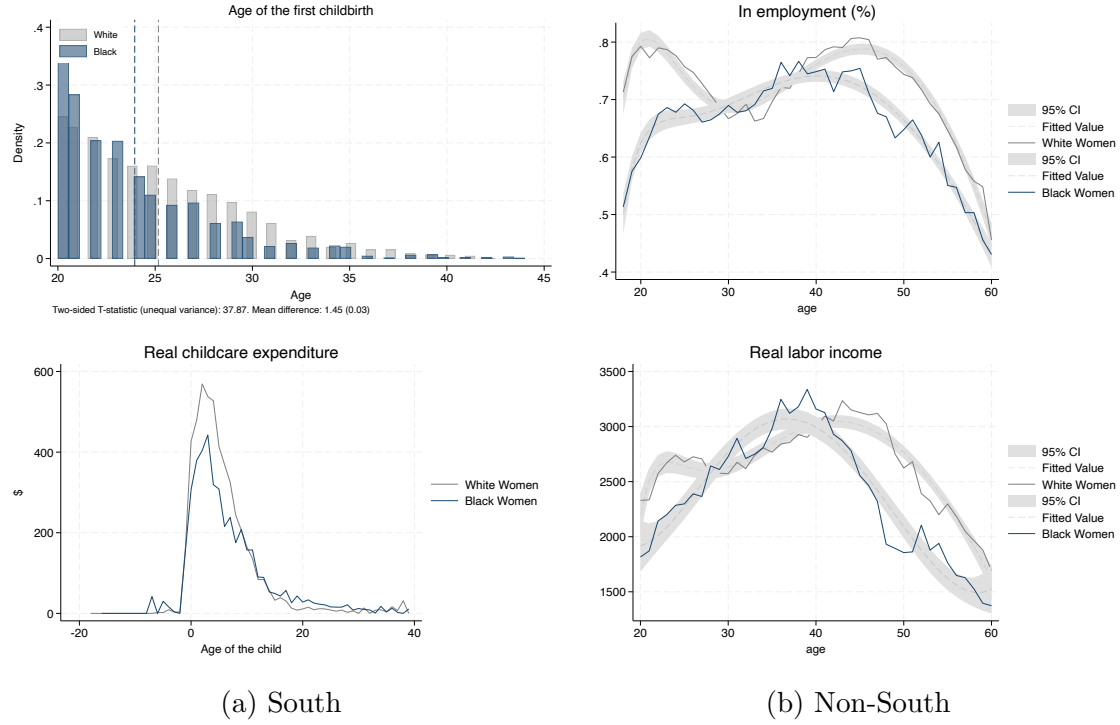 Age of the first childbirth
.4
.3
.2
.1
0
Density
White
Black
20 25 30 35 40 45
Age
Two-sided T-statistic (unequal variance): 37.87. Mean difference: 1.45 (0.03)
In employment (%)
.8
.7
.6
.5
.4
20 30 40 50 60
age
95% CI
Fitted Value
White Women
95% CI
Fitted Value
Black Women
Real childcare expenditure
600
400
200
0
$
-20 0 20 40
Age of the child
White Women
Black Women
Real labor income
3500
3000
2500
2000
1500
20 30 40 50 60
age
95% CI
Fitted Value
White Women
95% CI
Fitted Value
Black Women
(a) South
(b) Non-South